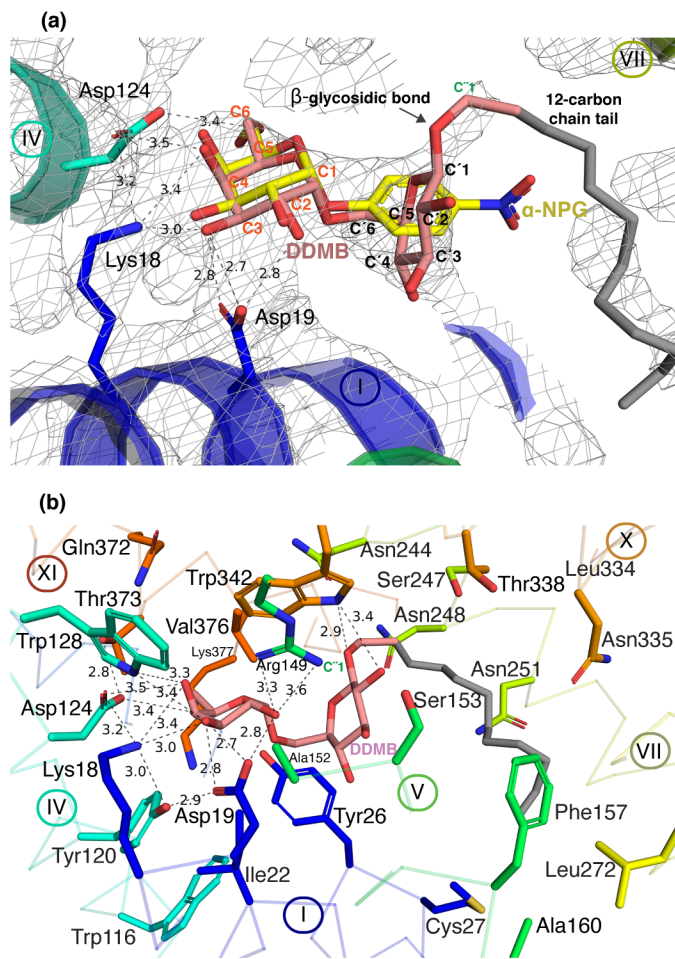 (a)
VII
Asp124
C´´1
β-glycosidic bond
12-carbon
chain tail
IV
3.4
C6
3.5
C5
C´1
3.2
C4
C1
3.4
C2
C´5
C´2
α-NPG
3.0
C3
C´6
Lys18
DDMB
2.8
2.7
2.8
C´4
C´3
Asp19
I
(b)
Gln372
Asn244
X
XI
Trp342
Ser247
Thr338
Leu334
Thr373
3.4
Val376
2.9
Asn248
Asn335
Trp128
Lys377
Arg149
C´´1
2.8
3.3
Asn251
3.5
3.4
3.3
3.6
Asp124
3.4
Ser153
3.2
3.4
2.8
3.0
2.7
DDMB
VII
Lys18
Ala152
3.0
2.8
V
IV
2.9
Asp19
Tyr26
Phe157
Tyr120
Ile22
Leu272
Trp116
I
Cys27
Ala160